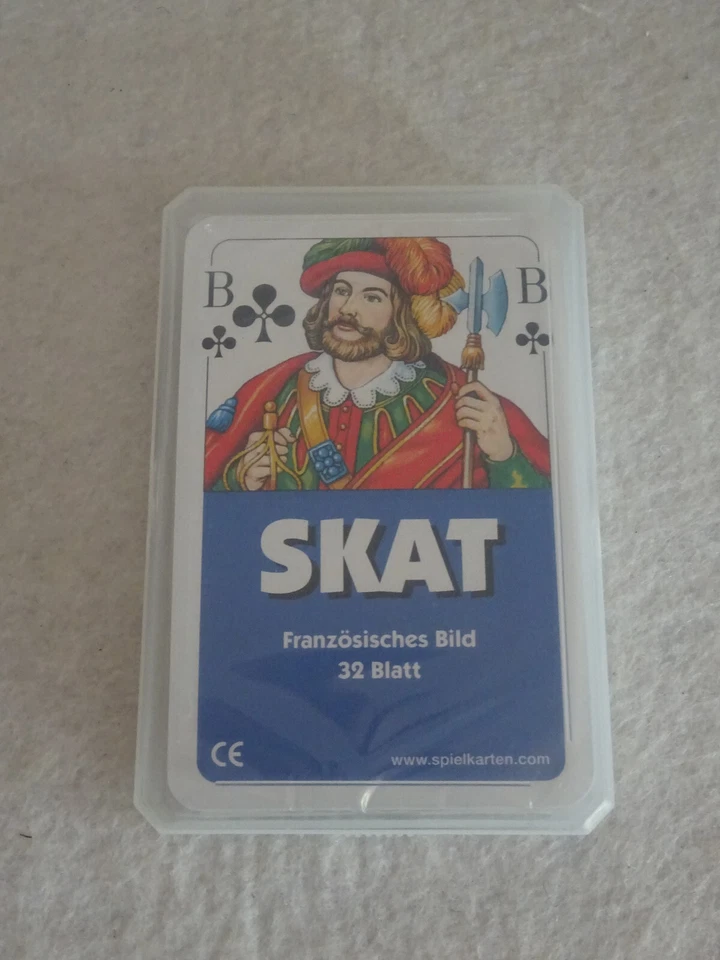 B B
SKAT
Französisches Bild
32 Blatt
CE www.spielkarten.com